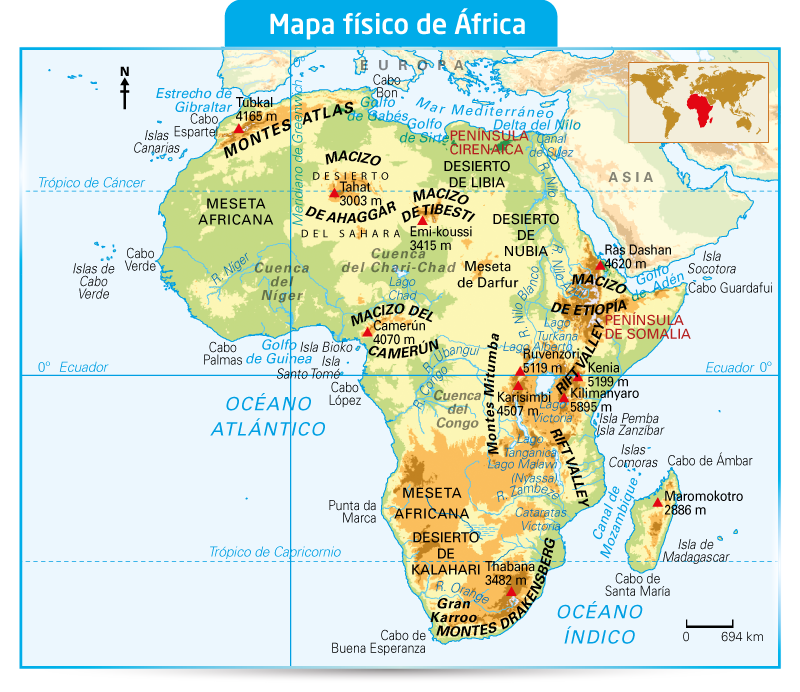 Mapa físico de África
N
EUROPA
Cabo
Bon
Estrecho de
Gibraltar
Tubkal
4165 m
Cabo
Espartel
Islas
Canarias
MONTES ATLAS
Golfo
de Gabés
Mar Mediterráneo
Golfo
de Sirte
Delta del Nilo
PENÍNSULA
CIRENAICA
Canal
de Suez
Meridiano de Greenwich 0º
ASIA
Trópico de Cáncer
MACIZO
DE AHAGGAR
DESIERTO
DEL SAHARA
Tahat
3003 m
MACIZO
DE TIBESTI
Emi-koussi
3415 m
DESIERTO
DE LIBIA
R. Nilo
MESETA
AFRICANA
DESIERTO
DE
NUBIA
Cabo
Verde
Islas de
Cabo
Verde
R. Níger
Cuenca
del
Níger
Cuenca
del Chari-Chad
Lago
Chad
Meseta
de Darfur
R. Nilo Blanco
R. Nilo
Ras Dashan
4620 m
Golfo
de Adén
Isla
Socotora
Cabo Guardafui
MACIZO
DE ETIOPÍA
PENÍNSULA
DE SOMALIA
MACIZO DEL
CAMERÚN
Camerún
4070 m
Cabo
Palmas
Golfo
de Guinea
Isla Bioko
Isla
Santo Tomé
Cabo
López
Lago
Turkana
Lago Alberto
RIFT VALLEY
0º Ecuador
Ecuador 0º
R. Ubangui
R. Congo
Cuenca
del
Congo
Montes Mitumba
Ruvenzori
5119 m
Karisimbi
4507 m
Kenia
5199 m
Kilimanyaro
5895 m
Lago
Victoria
Isla Pemba
Isla Zanzíbar
OCÉANO
ATLÁNTICO
Lago
Tanganica
Lago Malawi
(Nyassa)
RIFT VALLEY
Islas
Comoras
Cabo de Ámbar
Maromokotro
2886 m
MESETA
AFRICANA
R. Zambeze
Cataratas
Victoria
Canal de
Mozambique
Punta da
Marca
Isla de
Madagascar
DESIERTO
DE
KALAHARI
Trópico de Capricornio
Thabana
3482 m
R. Orange
Gran
Karroo
MONTES DRAKENSBERG
Cabo de
Santa María
Cabo de
Buena Esperanza
OCÉANO
ÍNDICO
0 694 km